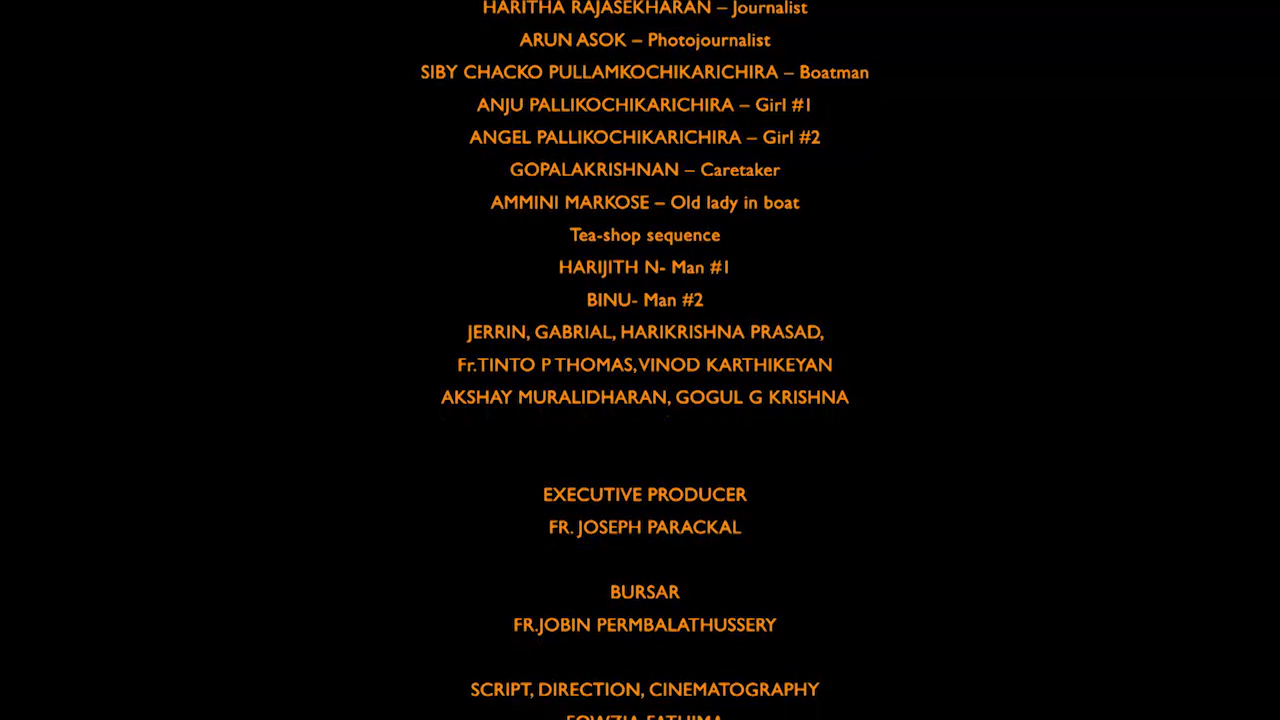 HARITHA RAJASEKHARAN – Journalist
ARUN ASOK – Photojournalist
SIBY CHACKO PULLAMKOCHIKARICHIRA – Boatman
ANJU PALLIKOCHIKARICHIRA – Girl #1
ANGEL PALLIKOCHIKARICHIRA – Girl #2
GOPALAKRISHNAN – Caretaker
AMMINI MARKOSE – Old lady in boat
Tea-shop sequence
HARIJITH N- Man #1
BINU- Man #2
JERRIN, GABRIAL, HARIKRISHNA PRASAD,
Fr.TINTO P THOMAS, VINOD KARTHIKEYAN
AKSHAY MURALIDHARAN, GOGUL G KRISHNA
EXECUTIVE PRODUCER
FR. JOSEPH PARACKAL
BURSAR
FR.JOBIN PERMBALATHUSSERY
SCRIPT, DIRECTION, CINEMATOGRAPHY
FOWZIA FATHIMA